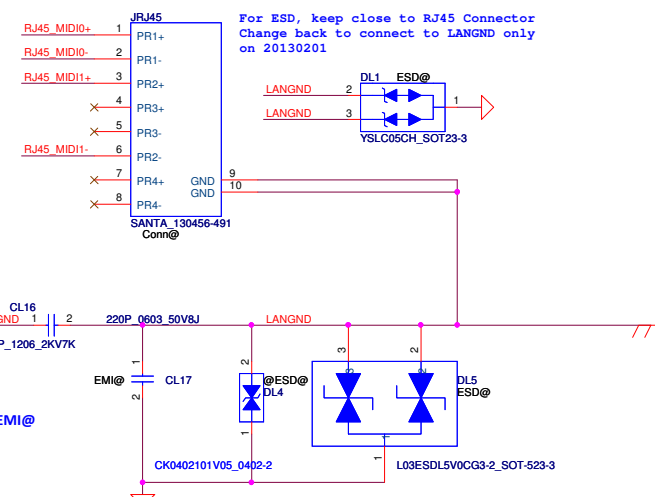 JRJ45
For ESD, keep close to RJ45 Connector
Change back to connect to LANGND only
on 20130201
RJ45_MIDI0+ 1 PR1+
RJ45_MIDI0- 2 PR1-
RJ45_MIDI1+ 3 PR2+
4 PR3+
5 PR3-
RJ45_MIDI1- 6 PR2-
7 PR4+
8 PR4-
GND 9
GND 10
SANTA_130456-491
Conn@
DL1 ESD@
LANGND 2
LANGND 3
1
YSLC05CH_SOT23-3
CL16
GND 1 2
220P_0603_50V8J
LANGND
P_1206_2KV7K
1
EMI@ CL17
2
2
@ESD@
DL4
1
CK0402101V05_0402-2
3
2
3
2
DL5
ESD@
1
1
L03ESDL5V0CG3-2_SOT-523-3
EMI@